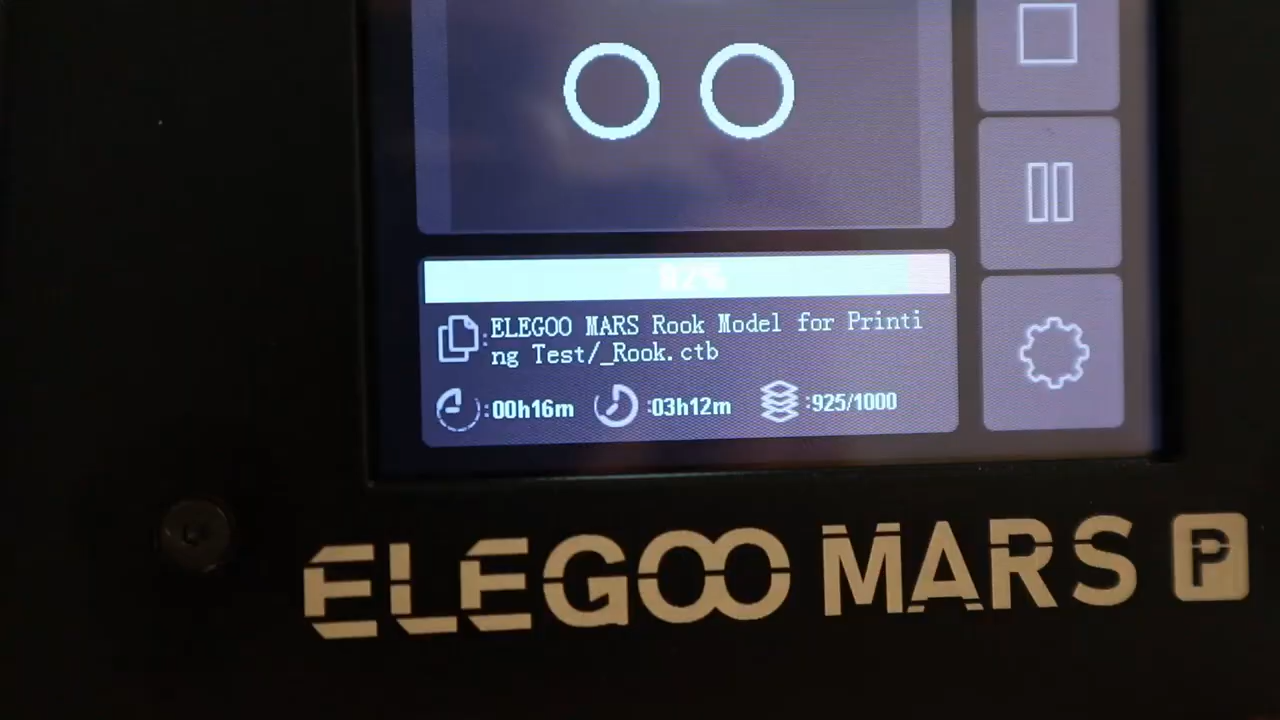 ELEGOO MARS Rook Model for Printi
ng Test/_Rook.ctb
:00h16m :03h12m :925/1000
ELEGOO MARS P